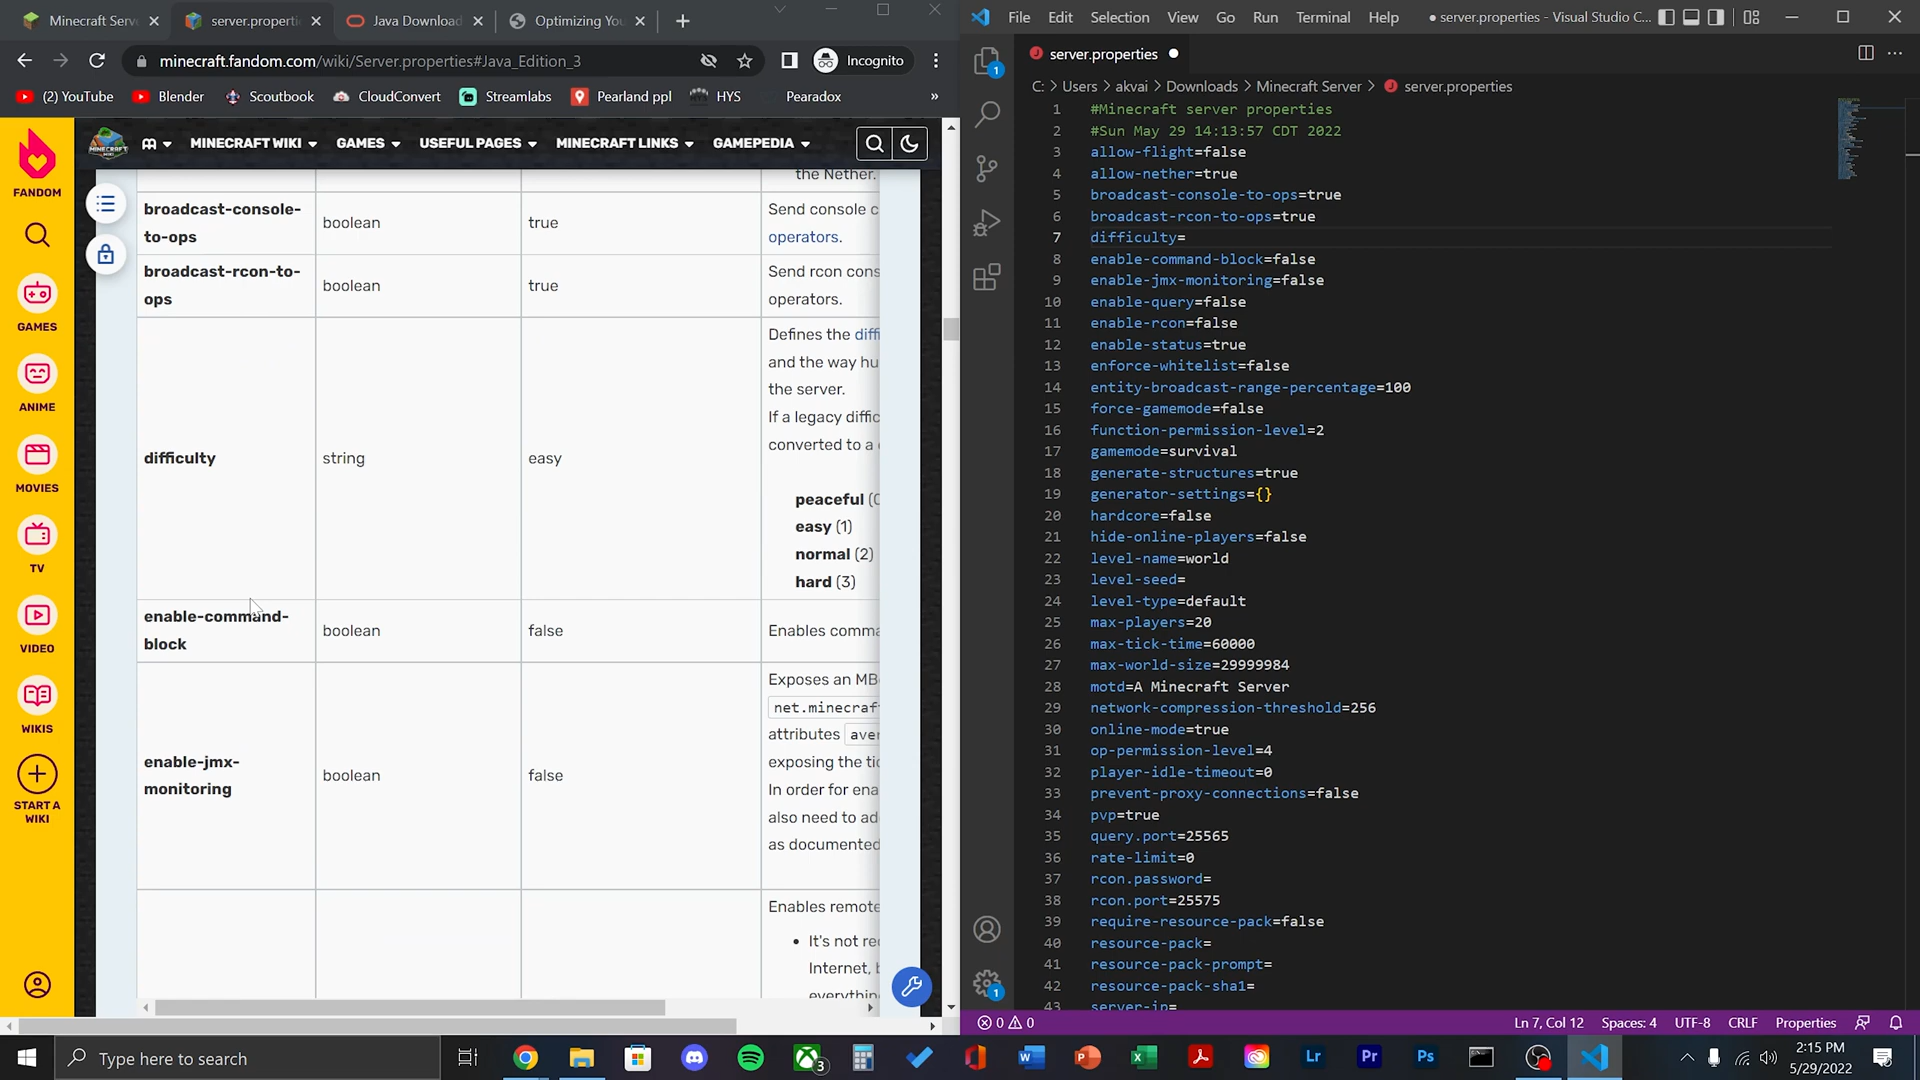 Minecraft Serv
server.properti
Java Download
Optimizing You
minecraft.fandom.com/wiki/Server.properties#Java_Edition_3
Incognito
(2) YouTube
Blender
Scoutbook
CloudConvert
Streamlabs
Pearland ppl
HYS
Pearadox
»
FANDOM
GAMES
ANIME
MOVIES
TV
VIDEO
WIKIS
START A
WIKI
MINECRAFT WIKI
GAMES
USEFUL PAGES
MINECRAFT LINKS
GAMEPEDIA
the Nether.
broadcast-console-
to-ops
boolean
true
Send console c
operators.
broadcast-rcon-to-
ops
boolean
true
Send rcon cons
operators.
difficulty
string
easy
Defines the diffi
and the way hu
the server.
If a legacy diffic
converted to a
peaceful (0
easy (1)
normal (2)
hard (3)
enable-command-
block
boolean
false
Enables comma
enable-jmx-
monitoring
boolean
false
Exposes an MB
net.minecraf
attributes aver
exposing the tic
In order for ena
also need to ad
as documented
Enables remote
• It's not re
Internet, b
everythin
File Edit Selection View Go Run Terminal Help
● server.properties - Visual Studio C...
1
server.properties ●
C: > Users > akvai > Downloads > Minecraft Server > server.properties
1 #Minecraft server properties
2 #Sun May 29 14:13:57 CDT 2022
3 allow-flight=false
4 allow-nether=true
5 broadcast-console-to-ops=true
6 broadcast-rcon-to-ops=true
7 difficulty=
8 enable-command-block=false
9 enable-jmx-monitoring=false
10 enable-query=false
11 enable-rcon=false
12 enable-status=true
13 enforce-whitelist=false
14 entity-broadcast-range-percentage=100
15 force-gamemode=false
16 function-permission-level=2
17 gamemode=survival
18 generate-structures=true
19 generator-settings={}
20 hardcore=false
21 hide-online-players=false
22 level-name=world
23 level-seed=
24 level-type=default
25 max-players=20
26 max-tick-time=60000
27 max-world-size=29999984
28 motd=A Minecraft Server
29 network-compression-threshold=256
30 online-mode=true
31 op-permission-level=4
32 player-idle-timeout=0
33 prevent-proxy-connections=false
34 pvp=true
35 query.port=25565
36 rate-limit=0
37 rcon.password=
38 rcon.port=25575
39 require-resource-pack=false
40 resource-pack=
41 resource-pack-prompt=
42 resource-pack-sha1=
43 server-ip=
1
0 0
Ln 7, Col 12
Spaces: 4
UTF-8
CRLF
Properties
Type here to search
3
Lr
Pr
Ps
2:15 PM
5/29/2022